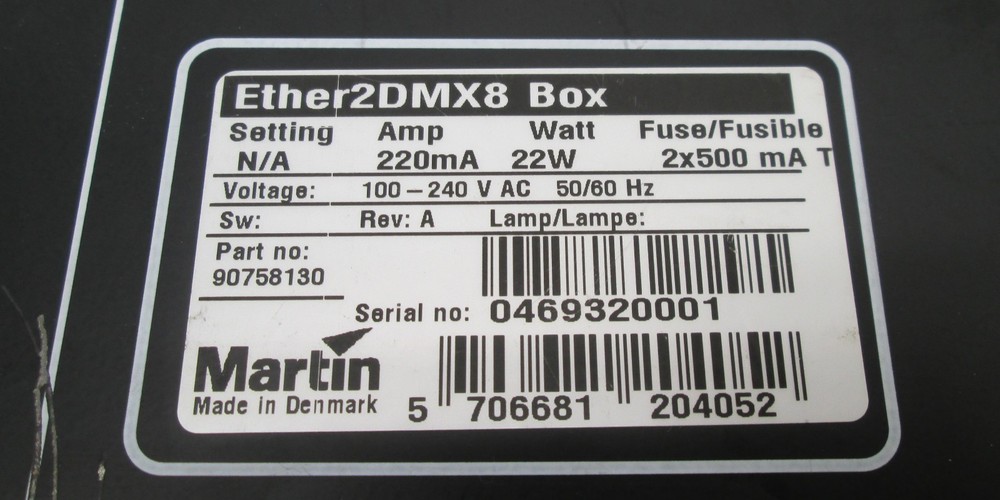 Ether2DMX8 Box
Setting Amp Watt Fuse/Fusible
N/A 220mA 22W 2x500 mA T
Voltage: 100 – 240 V AC 50/60 Hz
Sw: Rev: A Lamp/Lampe:
Part no:
90758130
Serial no: 0469320001
Martin
Made in Denmark
5 706681 204052